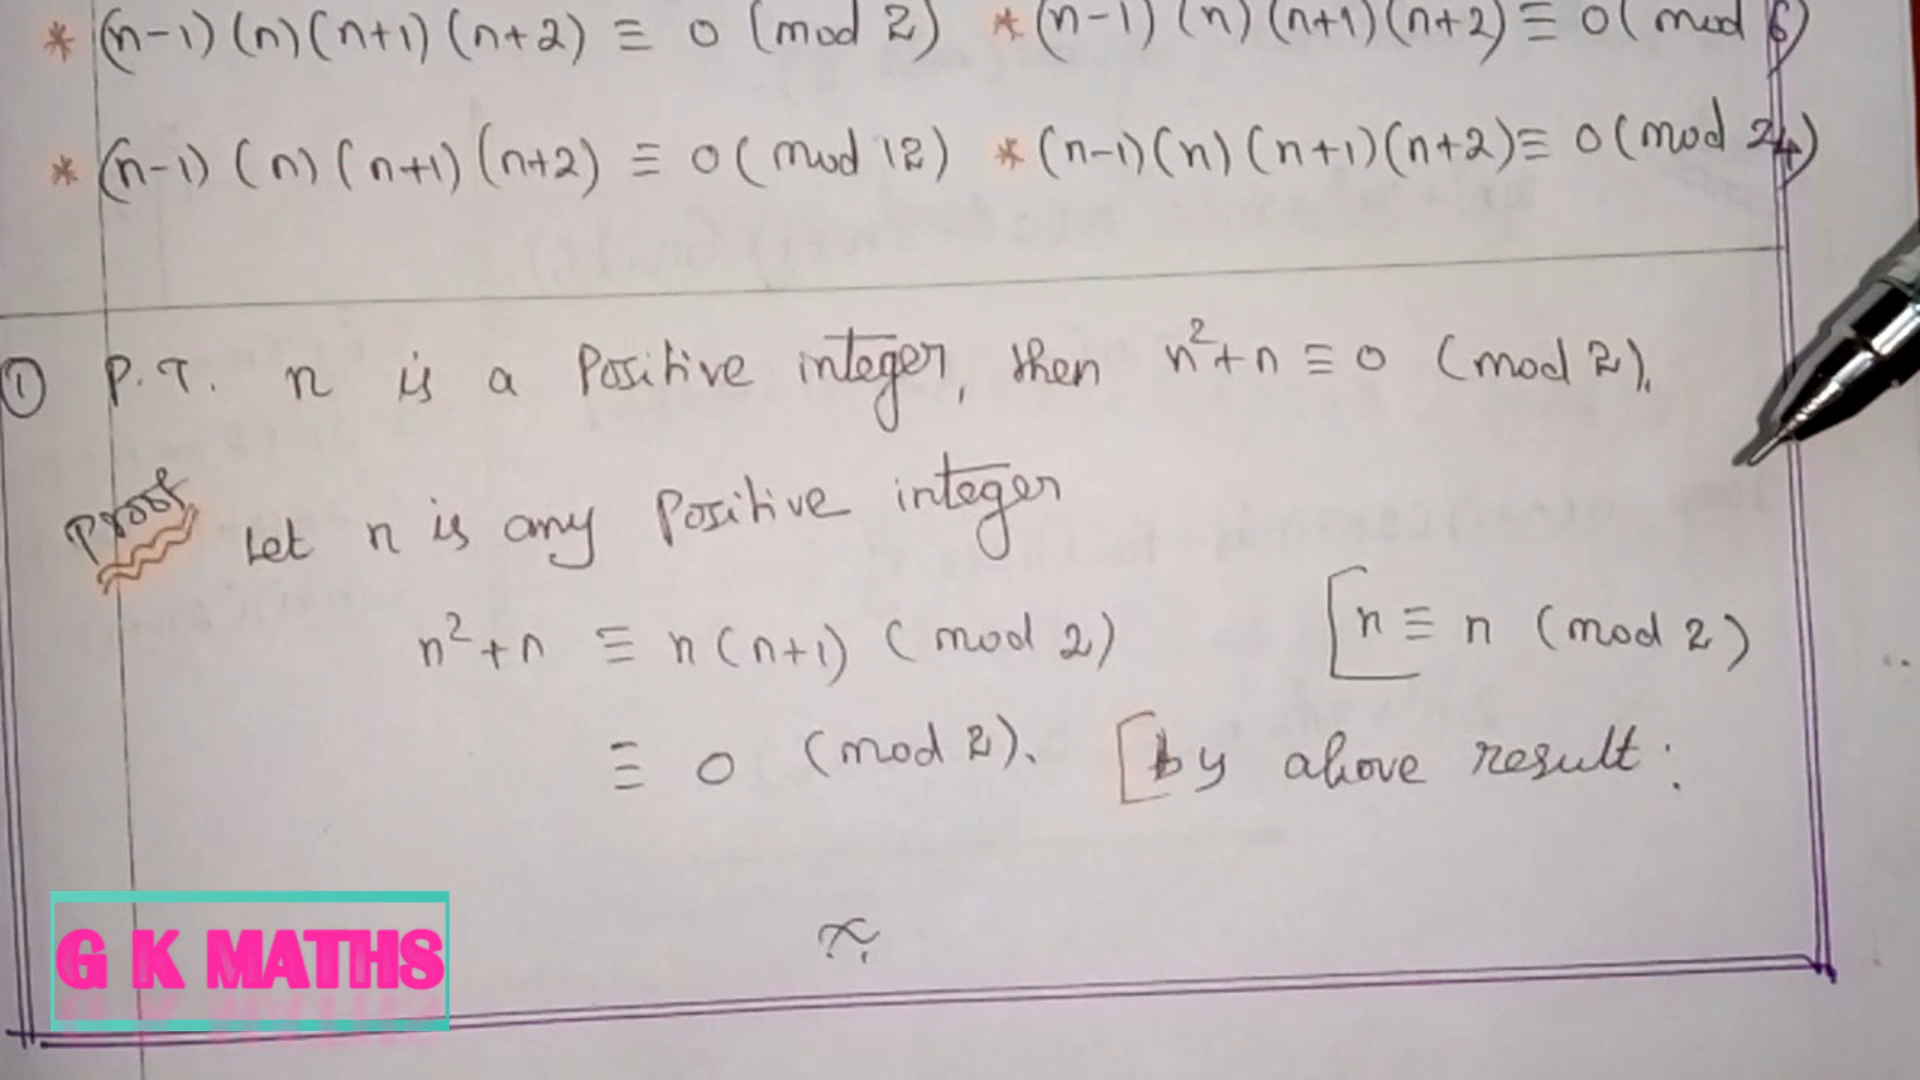 * (n-1) (n) (n+1) (n+2) ≡ 0 (mod 2) * (n-1) (n) (n+1) (n+2) ≡ 0 (mod 6)
* (n-1) (n) (n+1) (n+2) ≡ 0 (mod 12) * (n-1) (n) (n+1) (n+2) ≡ 0 (mod 24)
① P.T. n is a Positive integer, then n²+n ≡ 0 (mod 2).
Proof Let n is any Positive integer
n²+n ≡ n(n+1) (mod 2) [n ≡ n (mod 2)
≡ 0 (mod 2). [by above result:
G K MATHS